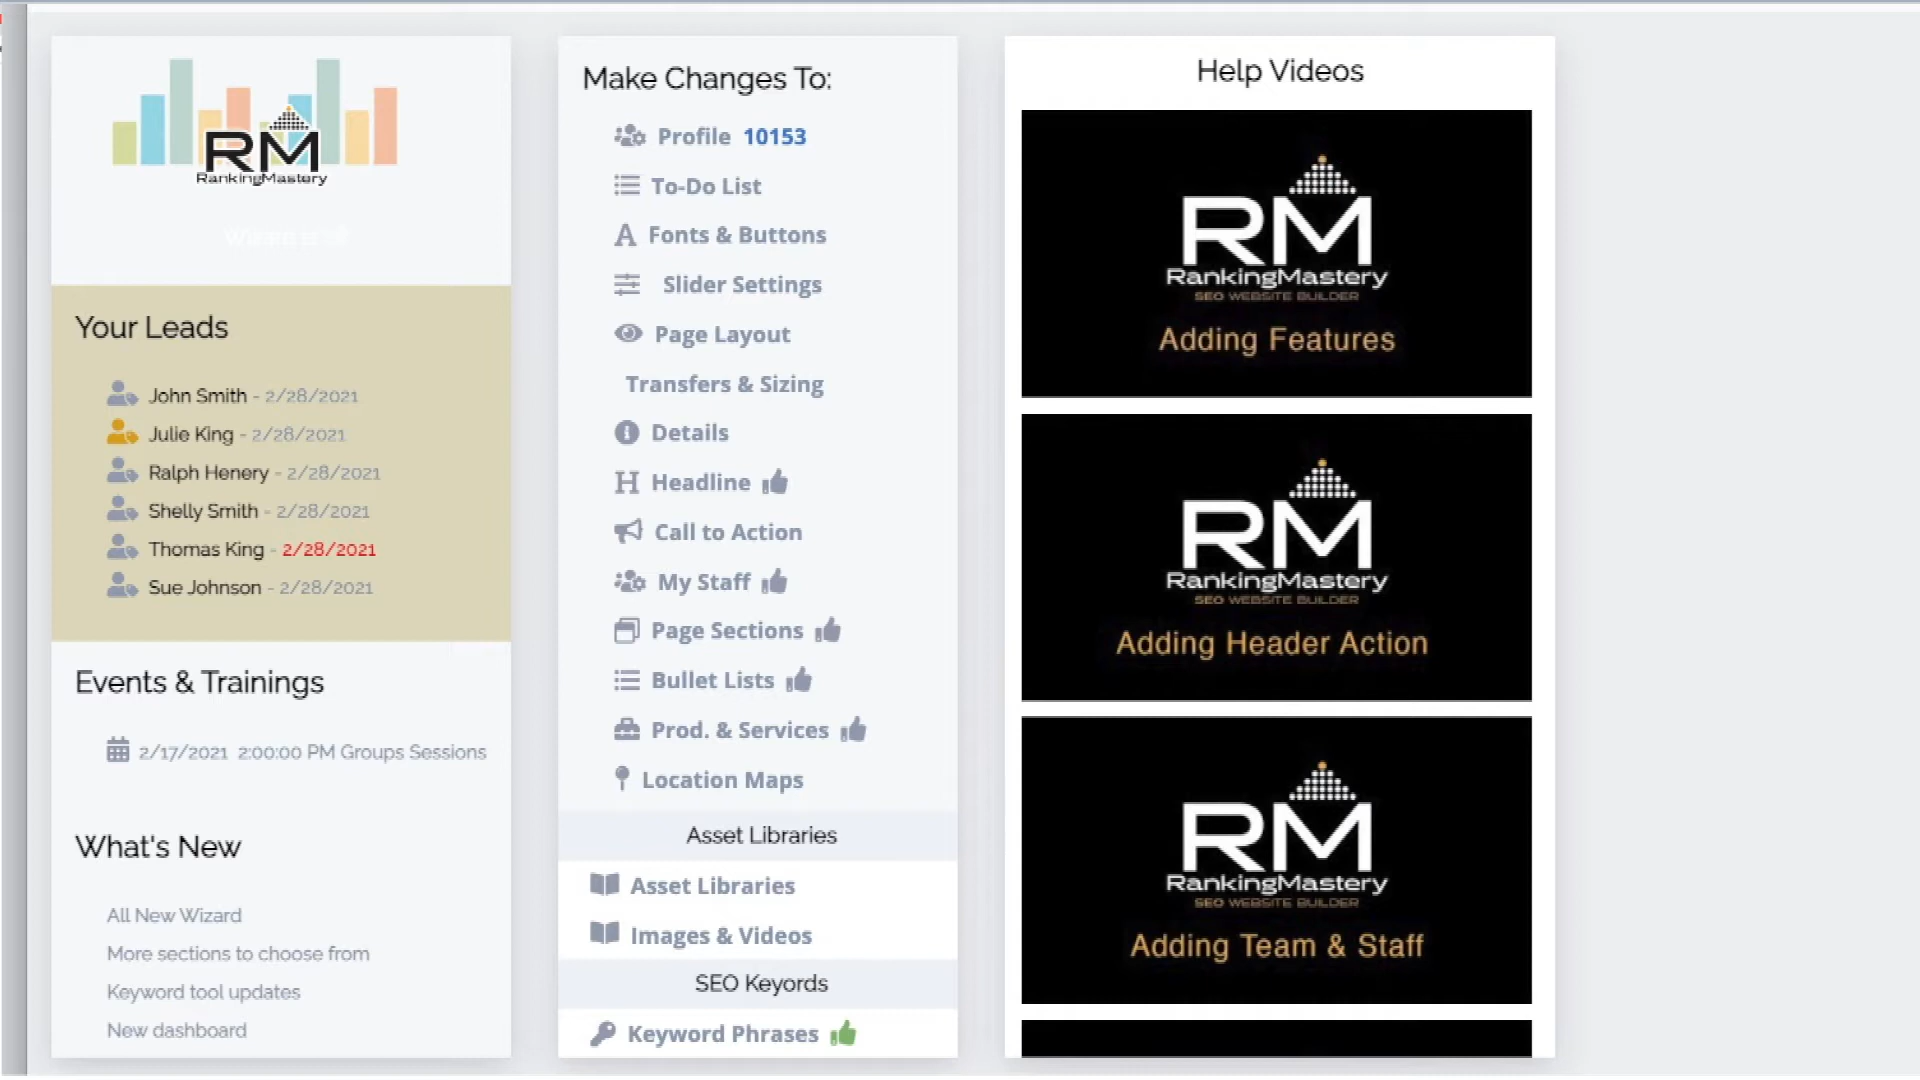 RM
RankingMastery
Your Leads
John Smith - 2/28/2021
Julie King - 2/28/2021
Ralph Henery - 2/28/2021
Shelly Smith - 2/28/2021
Thomas King - 2/28/2021
Sue Johnson - 2/28/2021
Events & Trainings
2/17/2021 2:00:00 PM Groups Sessions
What's New
All New Wizard
More sections to choose from
Keyword tool updates
New dashboard
Make Changes To:
Profile 10153
To-Do List
Fonts & Buttons
Slider Settings
Page Layout
Transfers & Sizing
Details
Headline
Call to Action
My Staff
Page Sections
Bullet Lists
Prod. & Services
Location Maps
Asset Libraries
Asset Libraries
Images & Videos
SEO Keyords
Keyword Phrases
Help Videos
RM
RankingMastery
SEO WEBSITE BUILDER
Adding Features
RM
RankingMastery
SEO WEBSITE BUILDER
Adding Header Action
RM
RankingMastery
SEO WEBSITE BUILDER
Adding Team & Staff